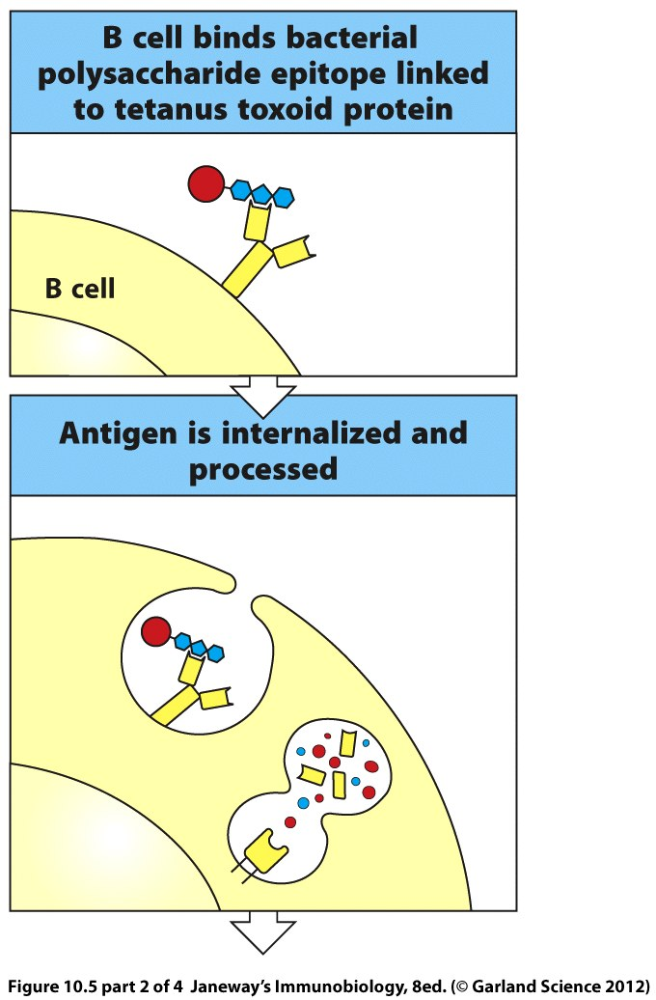 B cell binds bacterial
polysaccharide epitope linked
to tetanus toxoid protein
B cell
Antigen is internalized and
processed
Figure 10.5 part 2 of 4 Janeway’s Immunobiology, 8ed. (© Garland Science 2012)